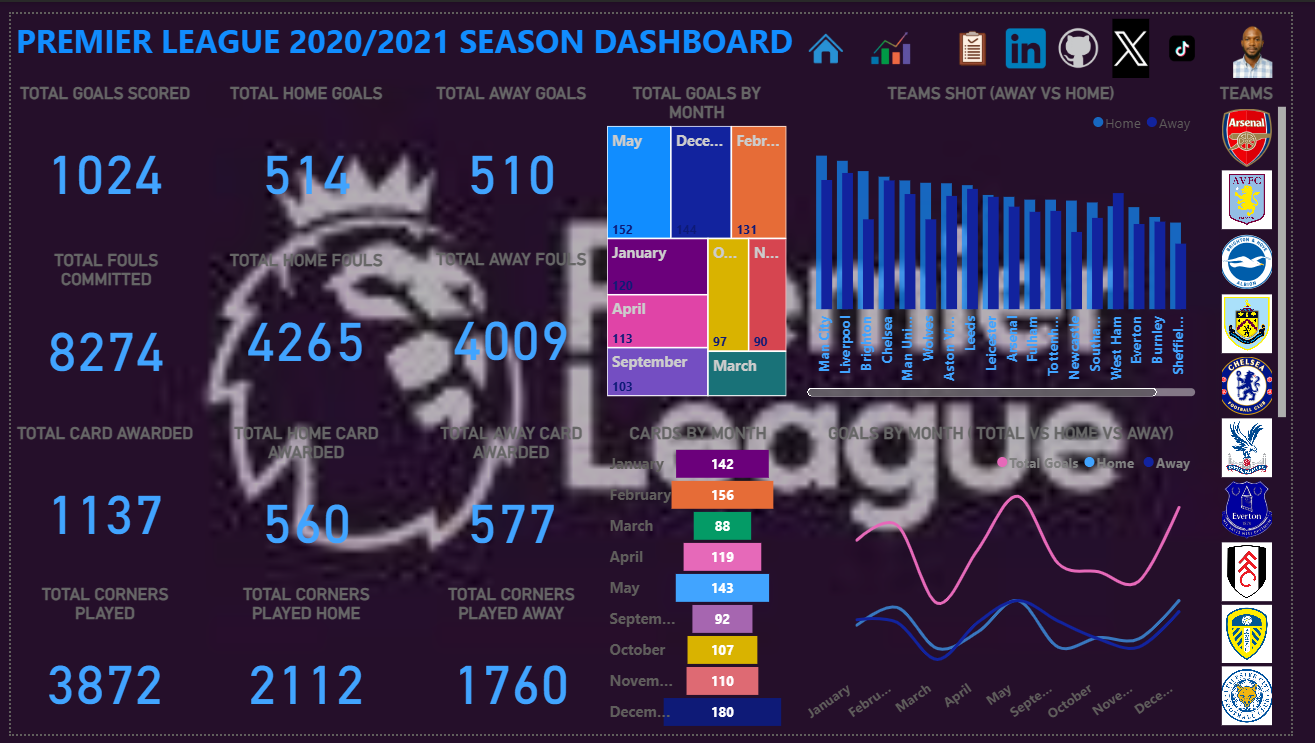 PREMIER LEAGUE 2020/2021 SEASON DASHBOARD
TOTAL GOALS SCORED
1024
TOTAL HOME GOALS
514
TOTAL AWAY GOALS
510
TOTAL FOULS
COMMITTED
8274
TOTAL HOME FOULS
4265
TOTAL AWAY FOULS
4009
TOTAL CARD AWARDED
1137
TOTAL HOME CARD
AWARDED
560
TOTAL AWAY CARD
AWARDED
577
TOTAL CORNERS
PLAYED
3872
TOTAL CORNERS
PLAYED HOME
2112
TOTAL CORNERS
PLAYED AWAY
1760
TOTAL GOALS BY
MONTH
May
152
Dece...
144
Febr...
131
January
120
April
113
September
103
O...
97
N...
90
March
CARDS BY MONTH
January 142
February 156
March 88
April 119
May 143
Septem... 92
October 107
Novem... 110
Decem... 180
TEAMS SHOT (AWAY VS HOME)
Home Away
Man City
Liverpool
Brighton
Chelsea
Man Uni...
Wolves
Aston Vi...
Leeds
Leicester
Arsenal
Fulham
Tottenh...
Newcastle
Southa...
West Ham
Everton
Burnley
Sheffiel...
GOALS BY MONTH ( TOTAL VS HOME VS AWAY)
Total Goals Home Away
January
Febru...
March
April
May
Septe...
October
Nove...
Dece...
Premier
League
in
TEAMS
Arsenal
AVFC
BRIGHTON & HOVE
ALBION
CHELSEA
FOOTBALL CLUB
Everton